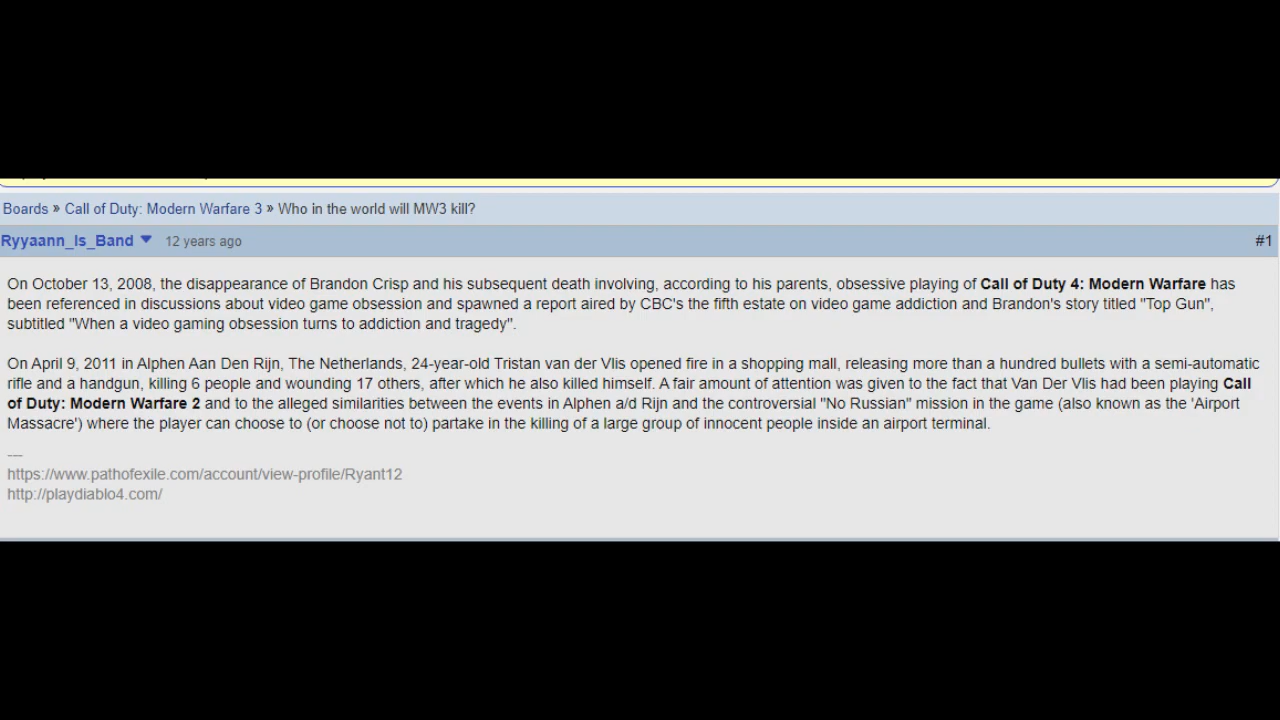 Boards » Call of Duty: Modern Warfare 3 » Who in the world will MW3 kill?
Ryyaann_Is_Band 12 years ago #1
On October 13, 2008, the disappearance of Brandon Crisp and his subsequent death involving, according to his parents, obsessive playing of Call of Duty 4: Modern Warfare has
been referenced in discussions about video game obsession and spawned a report aired by CBC's the fifth estate on video game addiction and Brandon's story titled "Top Gun",
subtitled "When a video gaming obsession turns to addiction and tragedy".
On April 9, 2011 in Alphen Aan Den Rijn, The Netherlands, 24-year-old Tristan van der Vlis opened fire in a shopping mall, releasing more than a hundred bullets with a semi-automatic
rifle and a handgun, killing 6 people and wounding 17 others, after which he also killed himself. A fair amount of attention was given to the fact that Van Der Vlis had been playing Call
of Duty: Modern Warfare 2 and to the alleged similarities between the events in Alphen a/d Rijn and the controversial "No Russian" mission in the game (also known as the 'Airport
Massacre') where the player can choose to (or choose not to) partake in the killing of a large group of innocent people inside an airport terminal.
---
https://www.pathofexile.com/account/view-profile/Ryant12
http://playdiablo4.com/